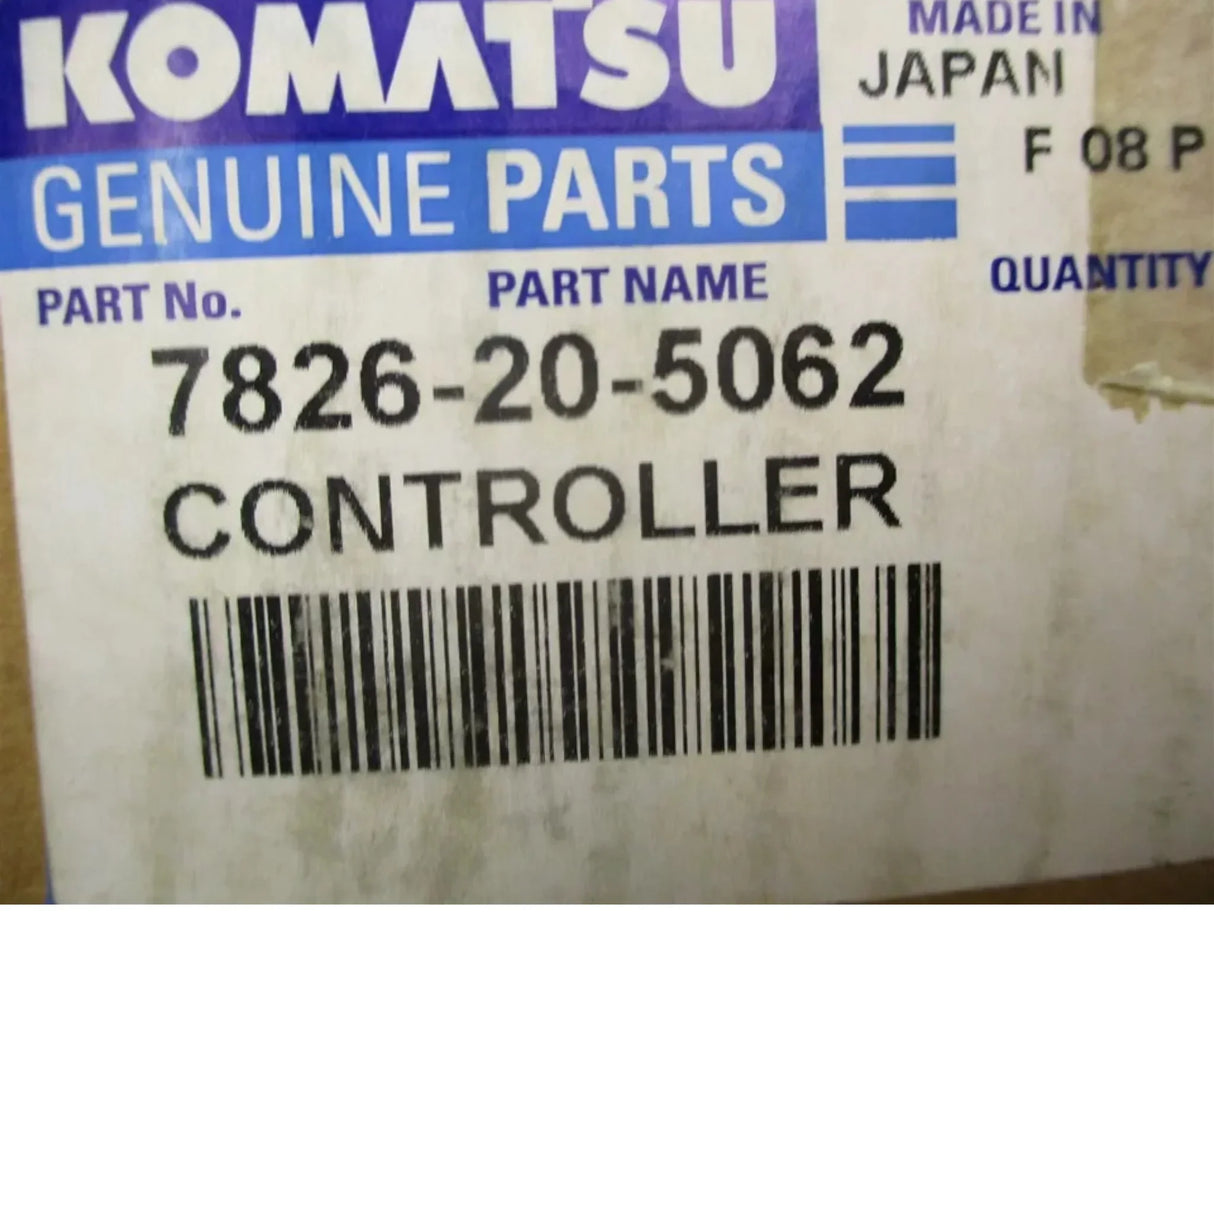 KOMATSU
GENUINE PARTS
MADE IN
JAPAN
F 08 P
PART No.
PART NAME
QUANTITY
7826-20-5062
CONTROLLER